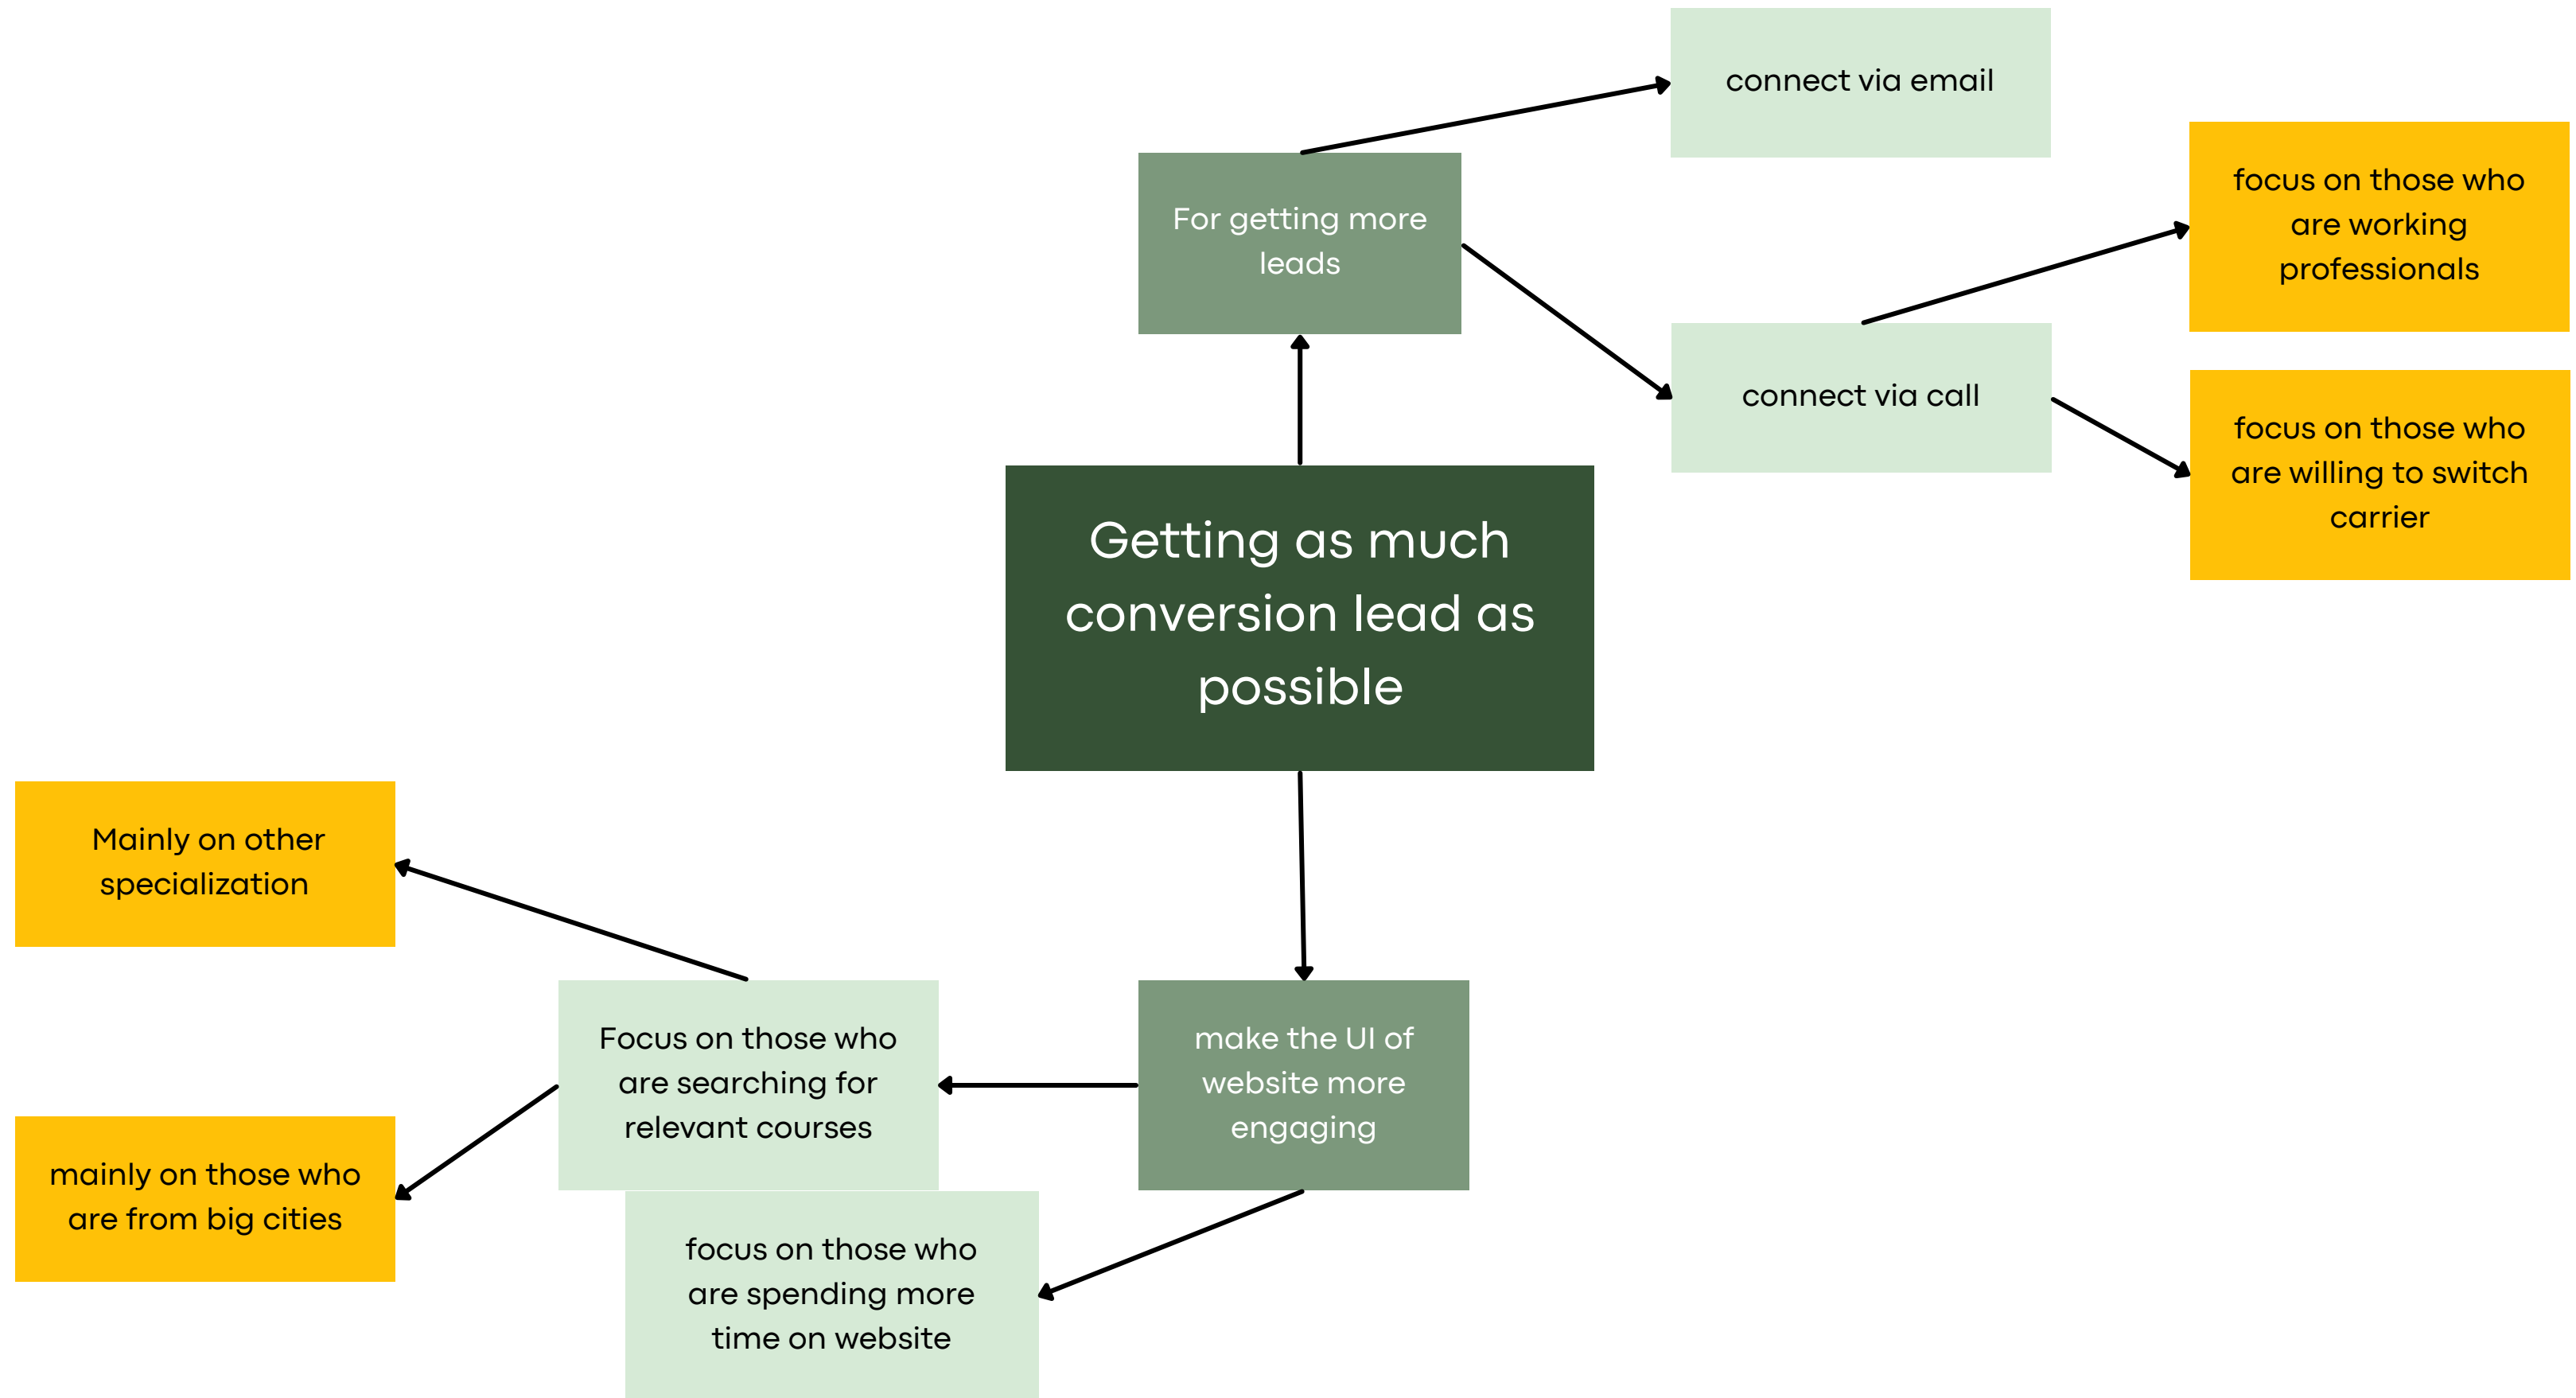 connect via email
For getting more
leads
focus on those who
are working
professionals
connect via call
focus on those who
are willing to switch
carrier
Getting as much
conversion lead as
possible
Mainly on other
specialization
Focus on those who
are searching for
relevant courses
make the UI of
website more
engaging
mainly on those who
are from big cities
focus on those who
are spending more
time on website